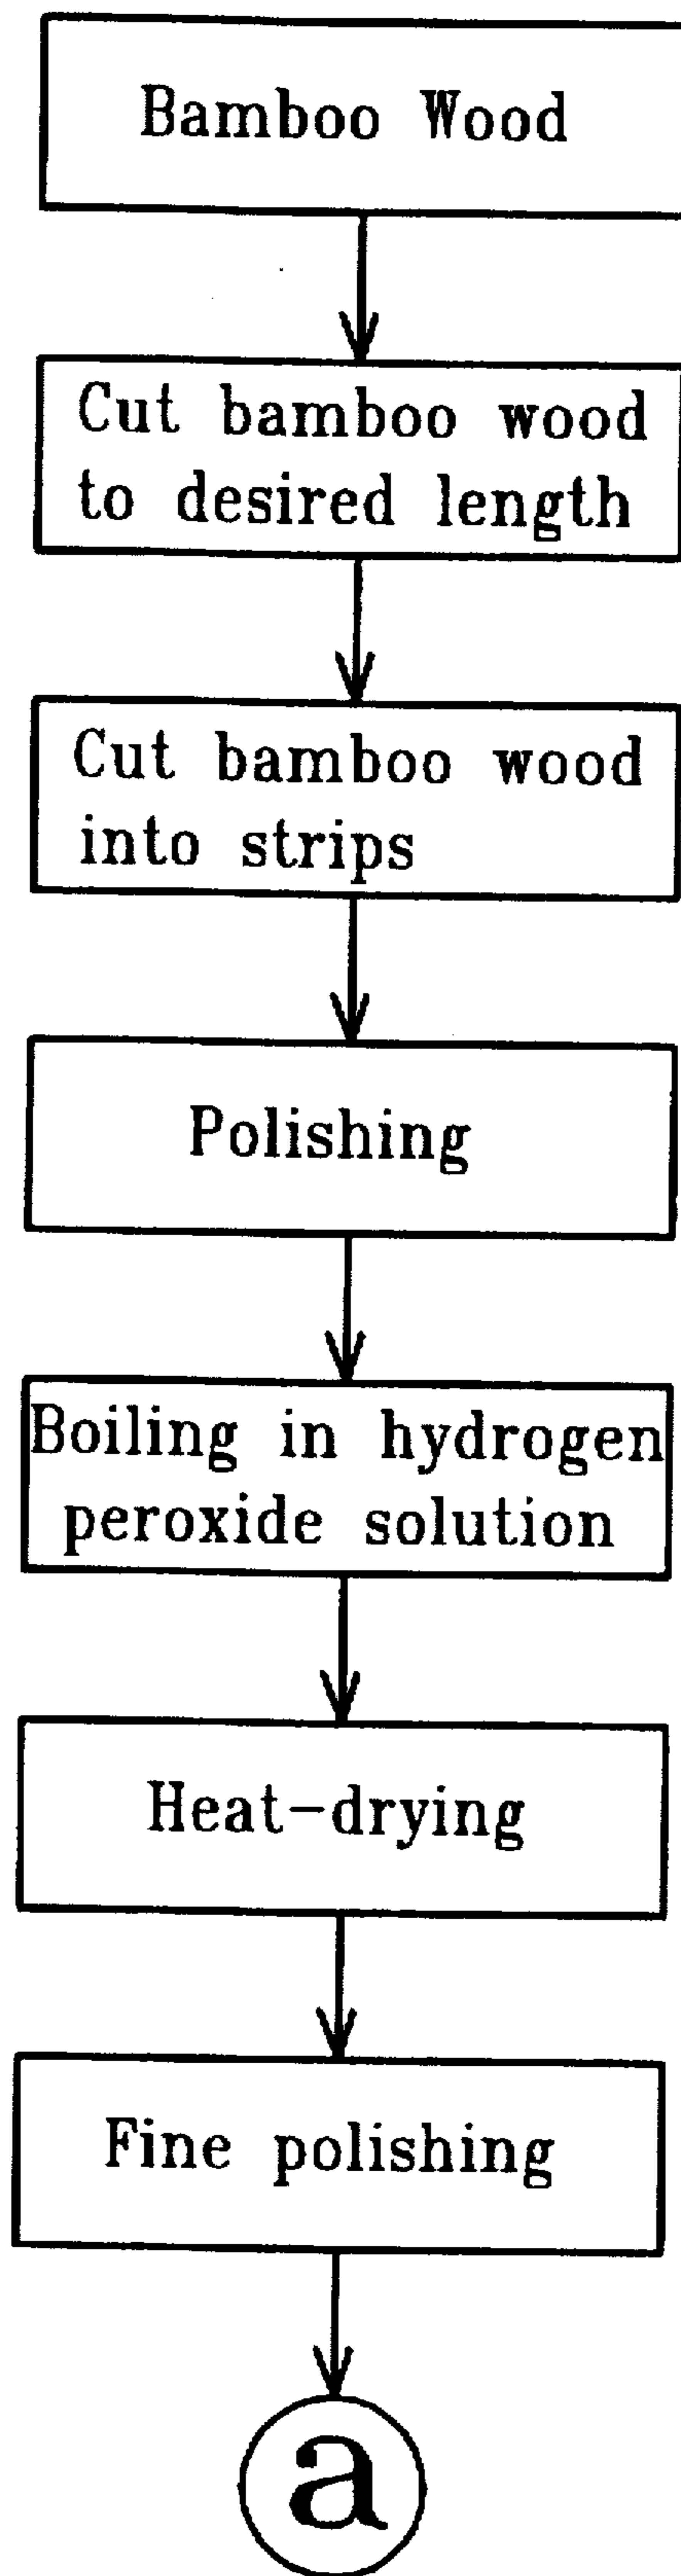 Bamboo Wood
Cut bamboo wood
to desired length
Cut bamboo wood
into strips
Polishing
Boiling in hydrogen
peroxide solution
Heat-drying
Fine polishing
a